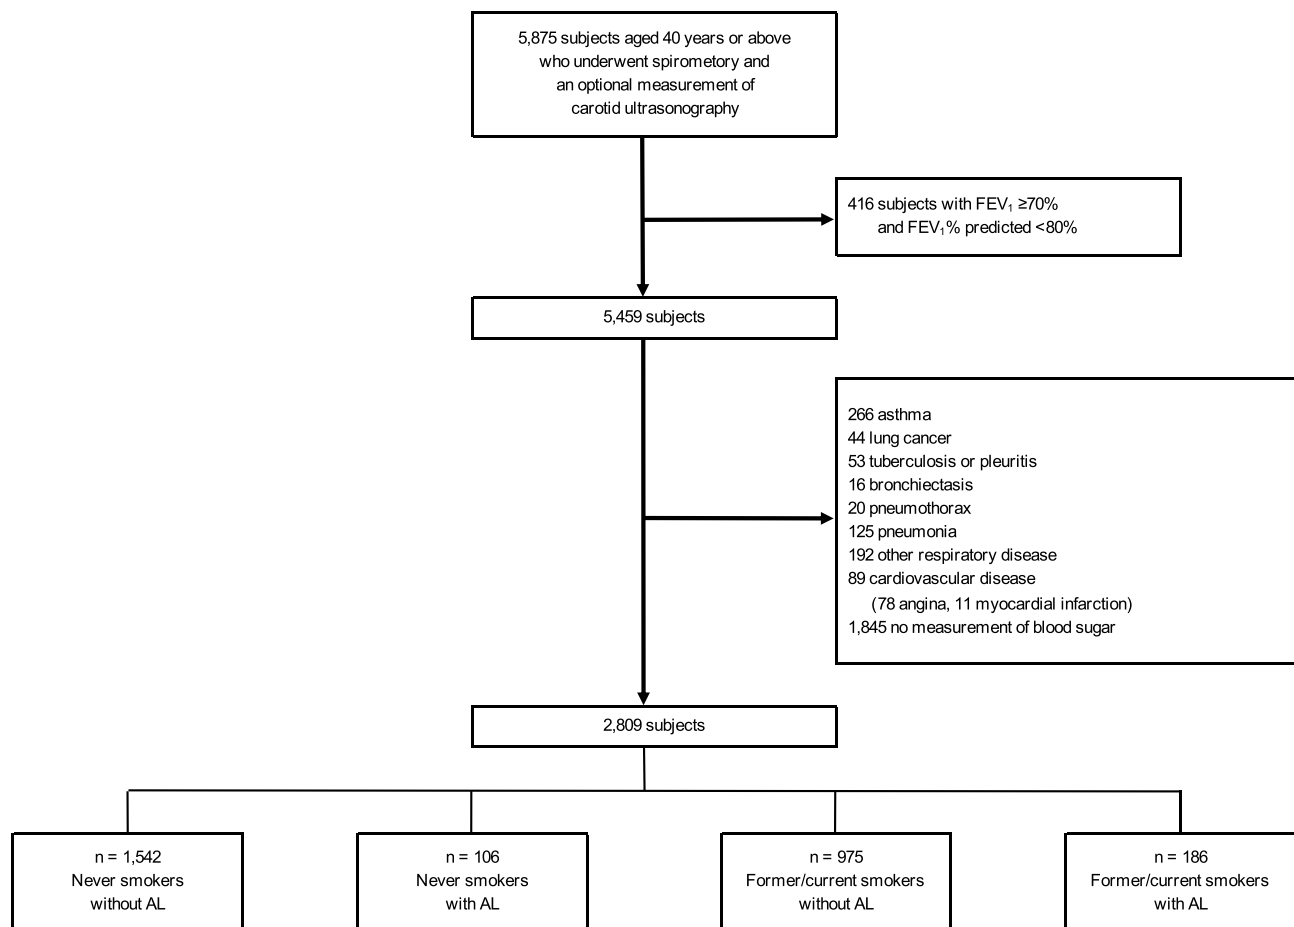 5,875 subjects aged 40 years or above
who underwent spirometory and
an optional measurement of
carotid ultrasonography
416 subjects with FEV₁ ≥70%
and FEV₁% predicted <80%
5,459 subjects
266 asthma
44 lung cancer
53 tuberculosis or pleuritis
16 bronchiectasis
20 pneumothorax
125 pneumonia
192 other respiratory disease
89 cardiovascular disease
(78 angina, 11 myocardial infarction)
1,845 no measurement of blood sugar
2,809 subjects
n = 1,542
Never smokers
without AL
n = 106
Never smokers
with AL
n = 975
Former/current smokers
without AL
n = 186
Former/current smokers
with AL